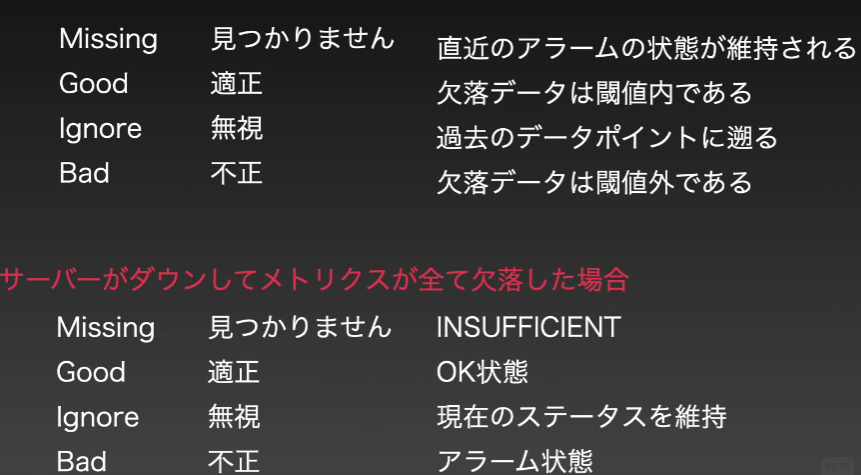 Missing 見つかりません 直近のアラームの状態が維持される
Good 適正 欠落データは閾値内である
Ignore 無視 過去のデータポイントに遡る
Bad 不正 欠落データは閾値外である
サーバーがダウンしてメトリクスが全て欠落した場合
Missing 見つかりません INSUFFICIENT
Good 適正 OK状態
Ignore 無視 現在のステータスを維持
Bad 不正 アラーム状態